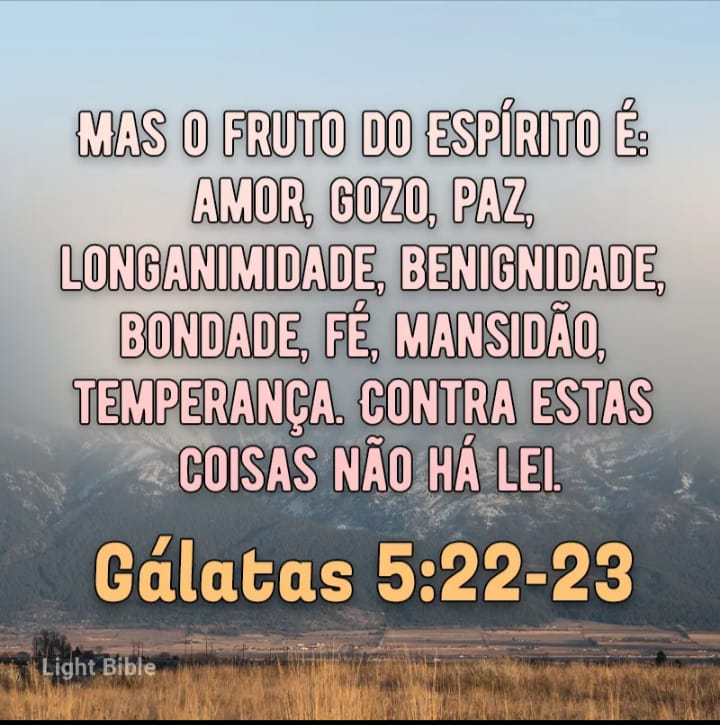 Mas o fruto do Espírito é:
amor, gozo, paz,
longanimidade, benignidade,
bondade, fé, mansidão,
temperança. Contra estas
coisas não há lei.
Gálatas 5:22-23
Light Bible